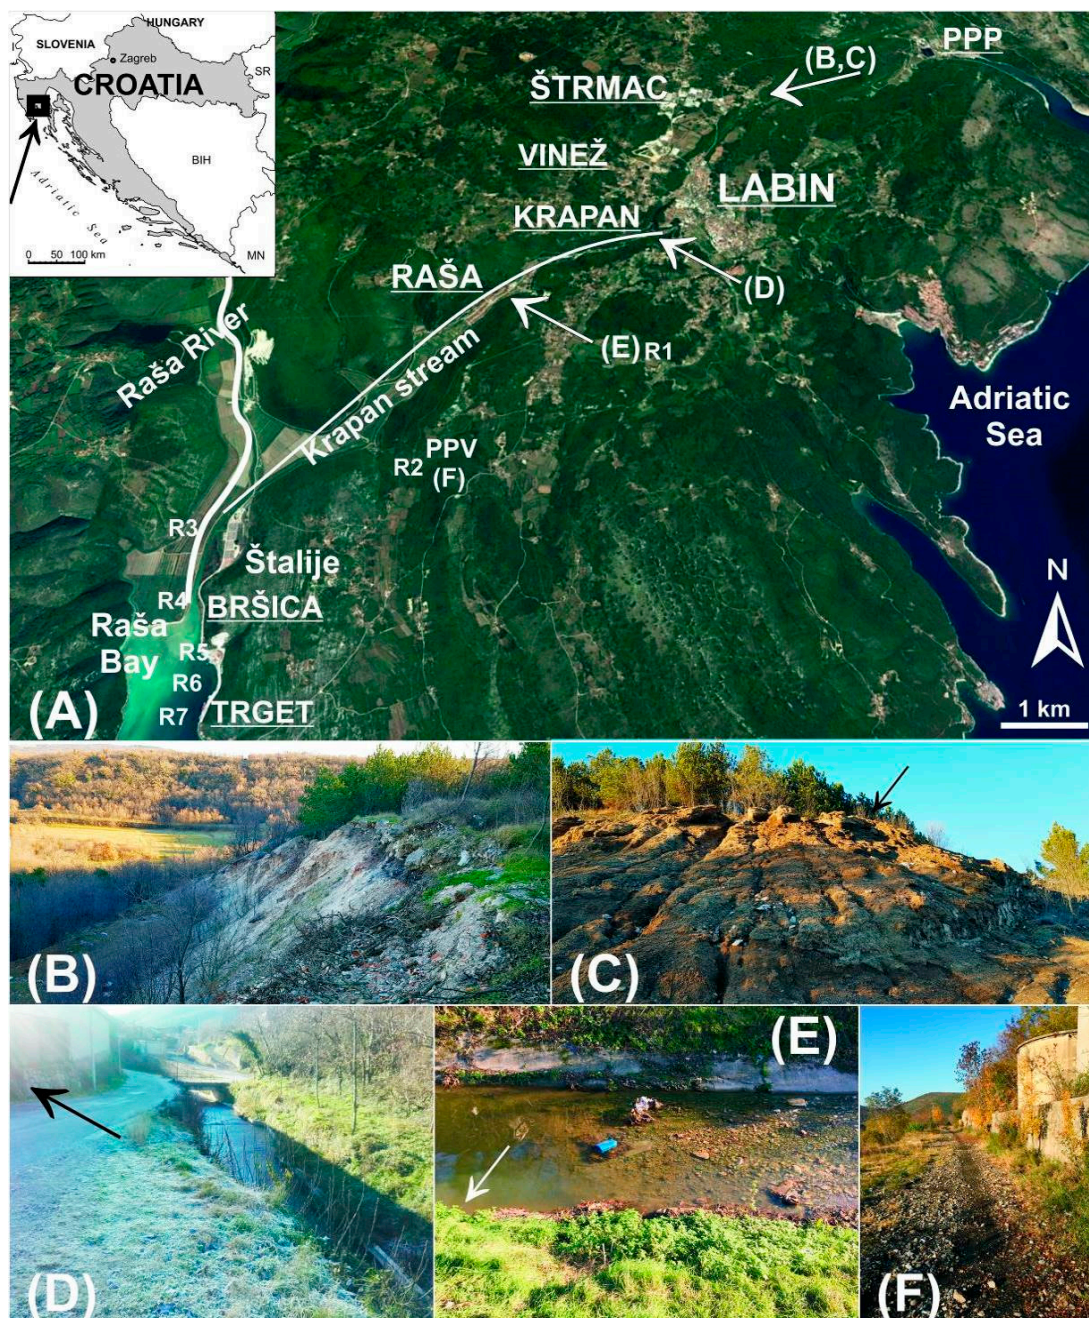 HUNGARY
SLOVENIA
I
Zagreb
CROATIA
SR
BIH
Adriatic Sea
0 50 100 km
MN
PPP
(B,C)
ŠTRMAC
VINEŽ
LABIN
KRAPAN
RAŠA
(D)
(E) R1
Raša River
Krapan stream
Adriatic
Sea
PPV
R2
(F)
R3
Štalije
N
R4
BRŠICA
Raša
Bay
R5
R6
R7
TRGET
1 km
(A)
(B)
(C)
(D)
(E)
(F)